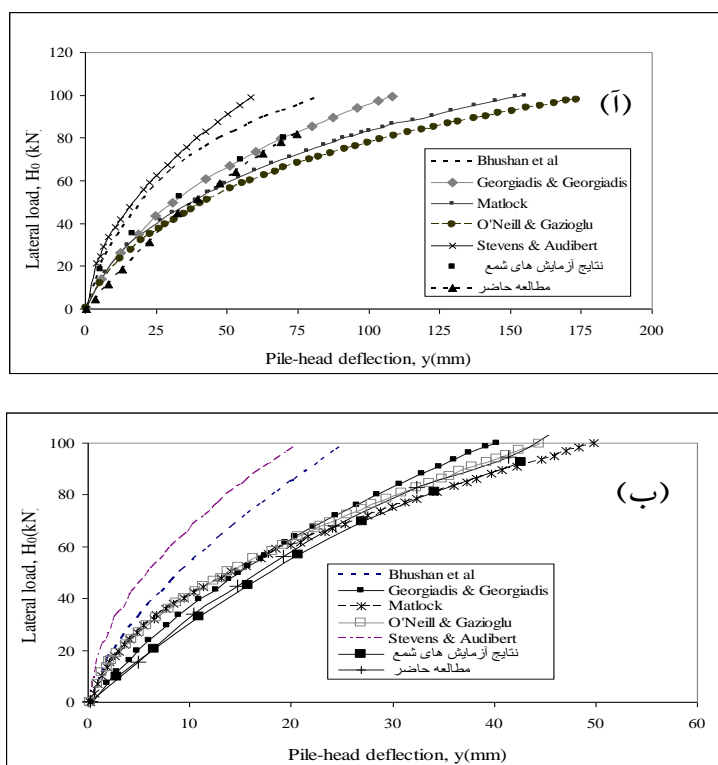 (آ)
120
100
80
60
40
20
0
Lateral load, H0 (kN)
Bhushan et al
Georgiadis & Georgiadis
Matlock
O'Neill & Gazioglu
Stevens & Audibert
نتایج آزمایش های شمع
مطالعه حاضر
0 25 50 75 100 125 150 175 200
Pile-head deflection, y(mm)
(ب)
100
80
60
40
20
0
Lateral load, H0(kN)
Bhushan et al
Georgiadis & Georgiadis
Matlock
O'Neill & Gazioglu
Stevens & Audibert
نتایج آزمایش های شمع
مطالعه حاضر
0 10 20 30 40 50 60
Pile-head deflection, y(mm)